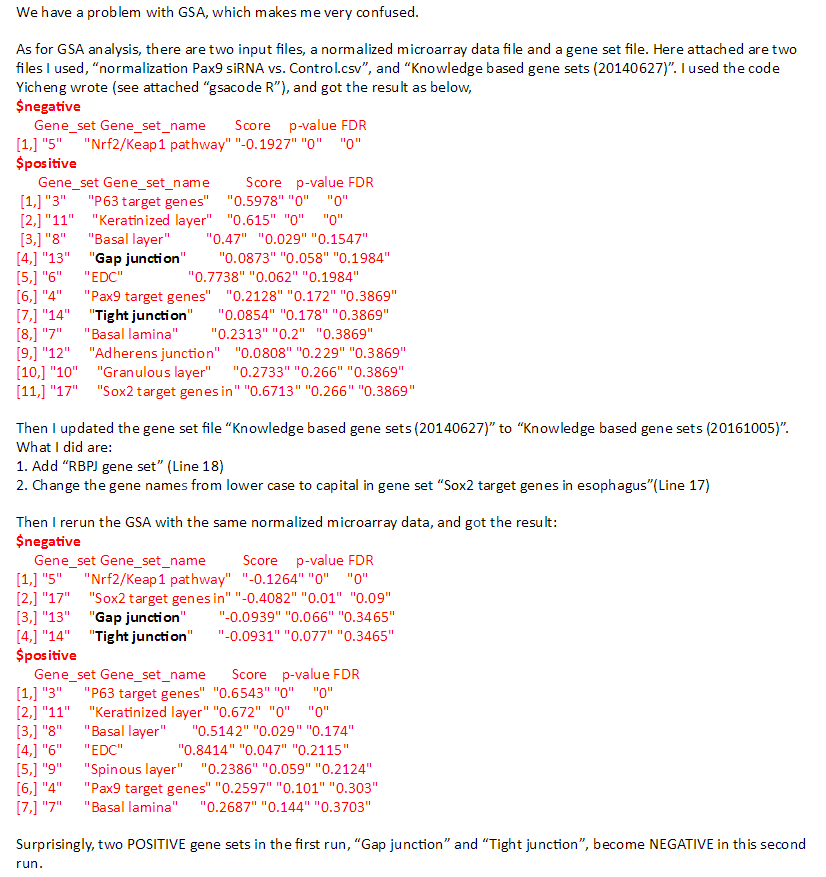 We have a problem with GSA, which makes me very confused.
As for GSA analysis, there are two input files, a normalized microarray data file and a gene set file. Here attached are two
files I used, “normalization Pax9 siRNA vs. Control.csv”, and “Knowledge based gene sets (20140627)”. I used the code
Yicheng wrote (see attached “gsacode R”), and got the result as below,
$negative
Gene_set Gene_set_name Score p-value FDR
[1,] "5" "Nrf2/Keap1 pathway" "-0.1927" "0" "0"
$positive
Gene_set Gene_set_name Score p-value FDR
[1,] "3" "P63 target genes" "0.5978" "0" "0"
[2,] "11" "Keratinized layer" "0.615" "0" "0"
[3,] "8" "Basal layer" "0.47" "0.029" "0.1547"
[4,] "13" "Gap junction" "0.0873" "0.058" "0.1984"
[5,] "6" "EDC" "0.7738" "0.062" "0.1984"
[6,] "4" "Pax9 target genes" "0.2128" "0.172" "0.3869"
[7,] "14" "Tight junction" "0.0854" "0.178" "0.3869"
[8,] "7" "Basal lamina" "0.2313" "0.2" "0.3869"
[9,] "12" "Adherens junction" "0.0808" "0.229" "0.3869"
[10,] "10" "Granulous layer" "0.2733" "0.266" "0.3869"
[11,] "17" "Sox2 target genes in" "0.6713" "0.266" "0.3869"
Then I updated the gene set file “Knowledge based gene sets (20140627)” to “Knowledge based gene sets (20161005)”.
What I did are:
1. Add “RBPJ gene set” (Line 18)
2. Change the gene names from lower case to capital in gene set “Sox2 target genes in esophagus”(Line 17)
Then I rerun the GSA with the same normalized microarray data, and got the result:
$negative
Gene_set Gene_set_name Score p-value FDR
[1,] "5" "Nrf2/Keap1 pathway" "-0.1264" "0" "0"
[2,] "17" "Sox2 target genes in" "-0.4082" "0.01" "0.09"
[3,] "13" "Gap junction" "-0.0939" "0.066" "0.3465"
[4,] "14" "Tight junction" "-0.0931" "0.077" "0.3465"
$positive
Gene_set Gene_set_name Score p-value FDR
[1,] "3" "P63 target genes" "0.6543" "0" "0"
[2,] "11" "Keratinized layer" "0.672" "0" "0"
[3,] "8" "Basal layer" "0.5142" "0.029" "0.174"
[4,] "6" "EDC" "0.8414" "0.047" "0.2115"
[5,] "9" "Spinous layer" "0.2386" "0.059" "0.2124"
[6,] "4" "Pax9 target genes" "0.2597" "0.101" "0.303"
[7,] "7" "Basal lamina" "0.2687" "0.144" "0.3703"
Surprisingly, two POSITIVE gene sets in the first run, “Gap junction” and “Tight junction”, become NEGATIVE in this second
run.